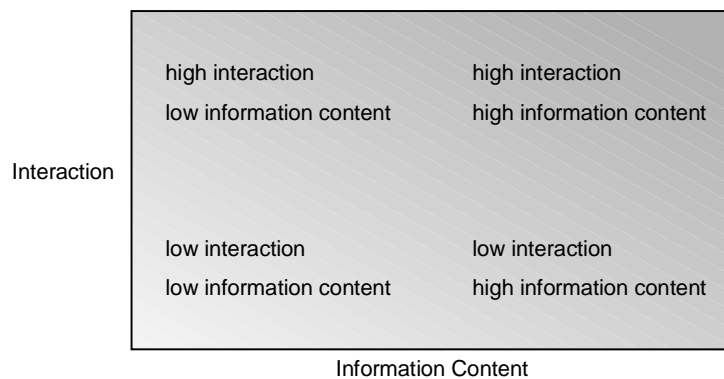 high interaction
low information content
high interaction
high information content
Interaction
low interaction
low information content
low interaction
high information content
Information Content